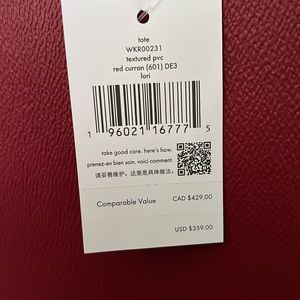 tote
WKR00231
textured pvc
red curran (601) DE3
lori
1 96021 16777 5
take good care. here's how.
prenez-en bien soin. voici comment.
请妥善维护。这里是具体做法。
Comparable Value CAD $429.00
USD $359.00